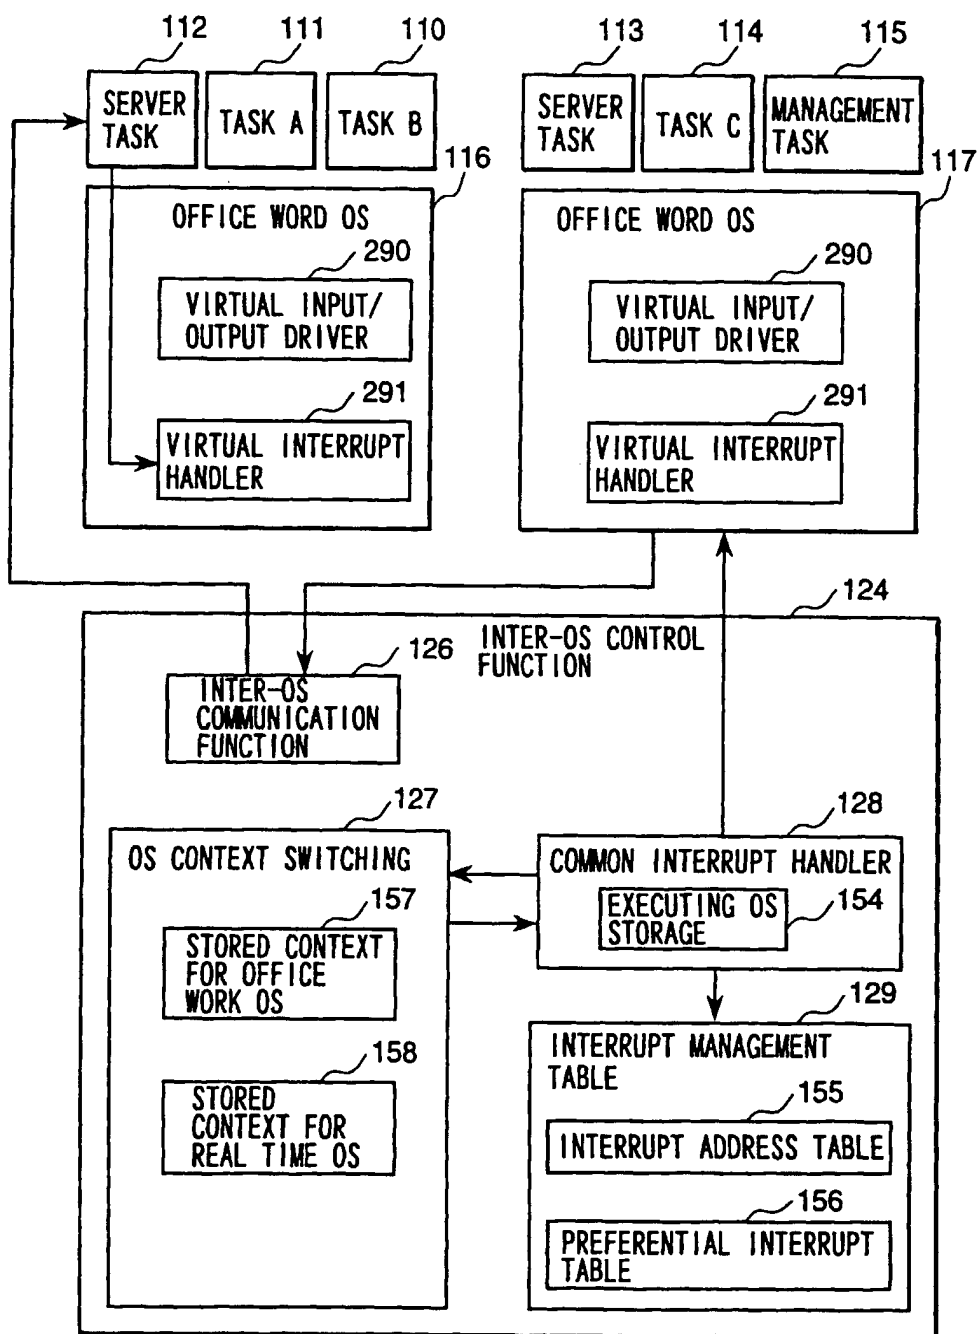 112
111
110
113
114
115
SERVER
TASK
TASK A
TASK B
SERVER
TASK
TASK C
MANAGEMENT
TASK
116
117
OFFICE WORD OS
OFFICE WORD OS
290
290
VIRTUAL INPUT/
OUTPUT DRIVER
VIRTUAL INPUT/
OUTPUT DRIVER
291
291
VIRTUAL INTERRUPT
HANDLER
VIRTUAL INTERRUPT
HANDLER
124
INTER-OS CONTROL
FUNCTION
126
INTER-OS
COMMUNICATION
FUNCTION
127
128
OS CONTEXT SWITCHING
COMMON INTERRUPT HANDLER
EXECUTING OS
STORAGE
154
157
STORED CONTEXT
FOR OFFICE
WORK OS
129
INTERRUPT MANAGEMENT
TABLE
158
STORED
CONTEXT FOR
REAL TIME OS
155
INTERRUPT ADDRESS TABLE
156
PREFERENTIAL INTERRUPT
TABLE